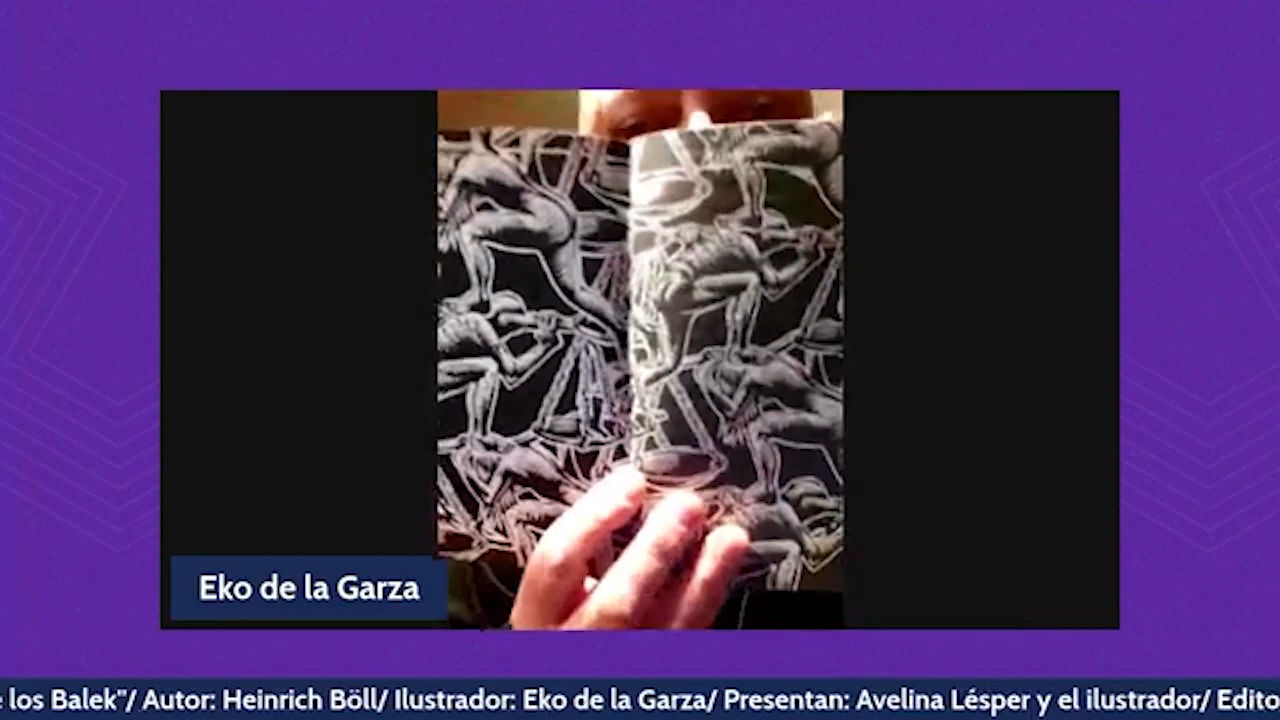 Eko de la Garza
los Balek"/ Autor: Heinrich Böll/ Ilustrador: Eko de la Garza/ Presentan: Avelina Lésper y el ilustrador/ Edito